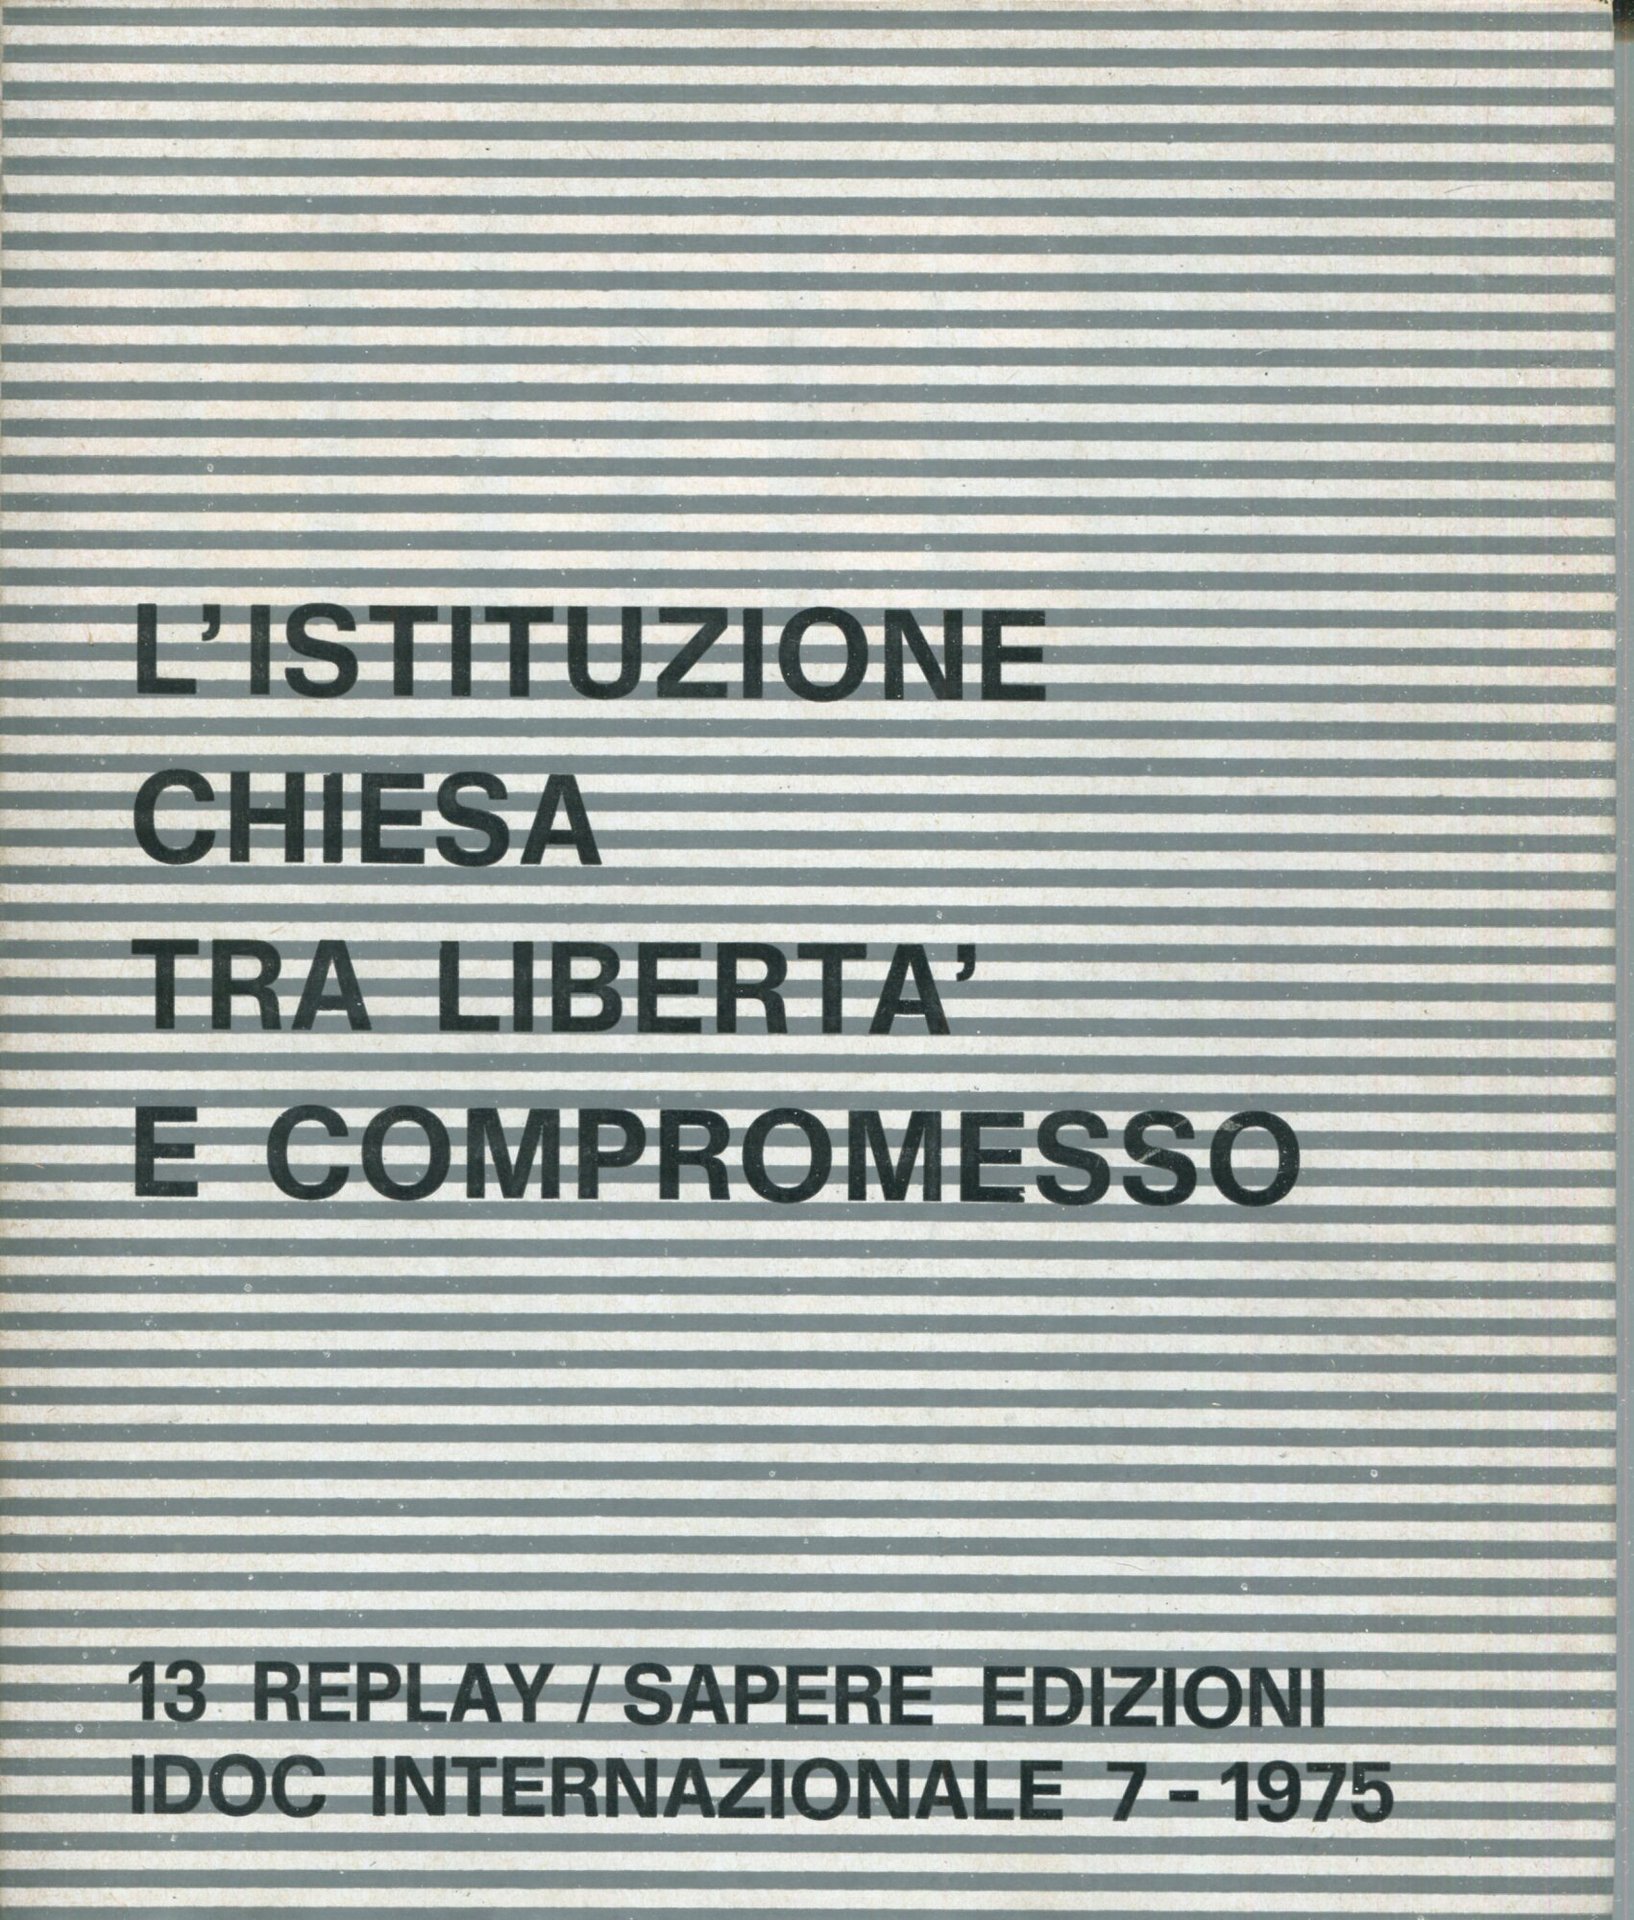 L'ISTITUZIONE
CHIESA
TRA LIBERTA'
E COMPROMESSO
13 REPLAY / SAPERE EDIZIONI
IDOC INTERNAZIONALE 7 - 1975